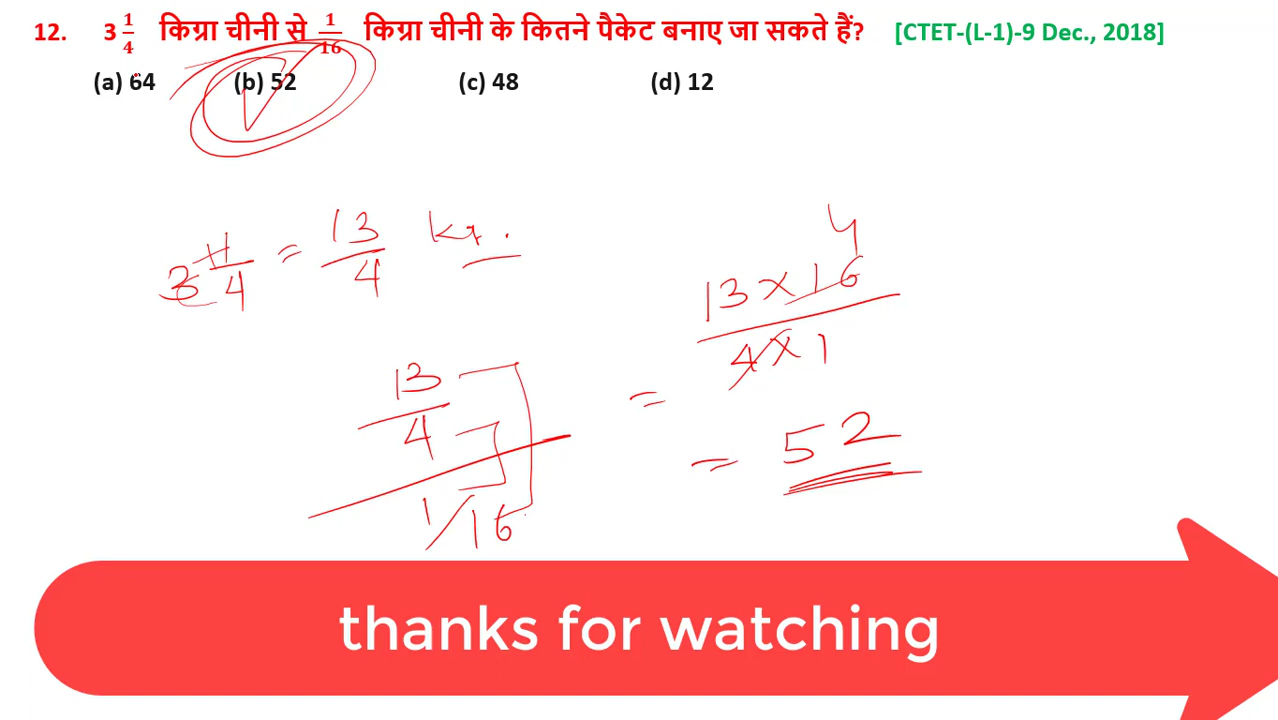 12. 3 1/4 किग्रा चीनी से 1/16 किग्रा चीनी के कितने पैकेट बनाए जा सकते हैं? [CTET-(L-1)-9 Dec., 2018]
(a) 64 (b) 52 (c) 48 (d) 12
3 1/4 = 13/4 kg.
13/4 / 1/16 = 13 x 16 / 4 x 1
4
= 52
thanks for watching